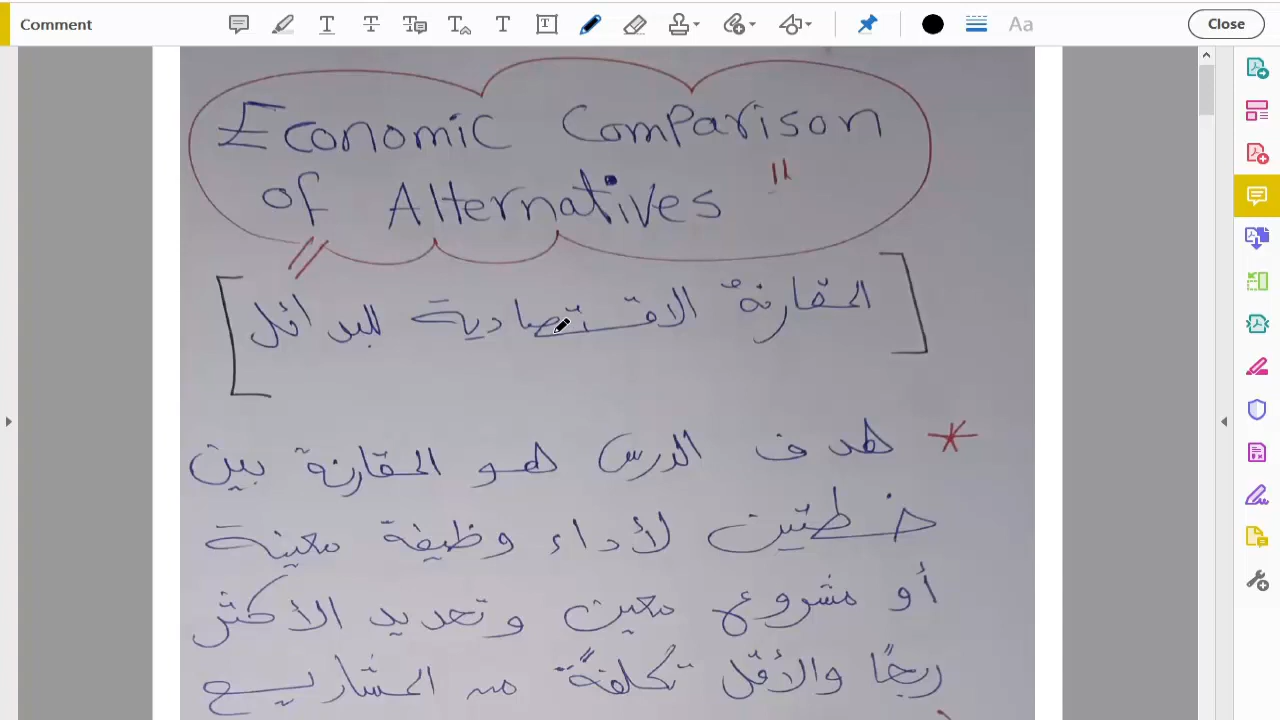 Comment
Close
Aa
Economic Comparison
of Alternatives "
[المقارنة الاقتصادية للبدائل]
* هدف الدرس هو المقارنة بين
خطتين لأداء وظيفة معينة
أو مشروع معين وتحديد الأكثر
ربحًا والأقل تكلفةً من المشاريع